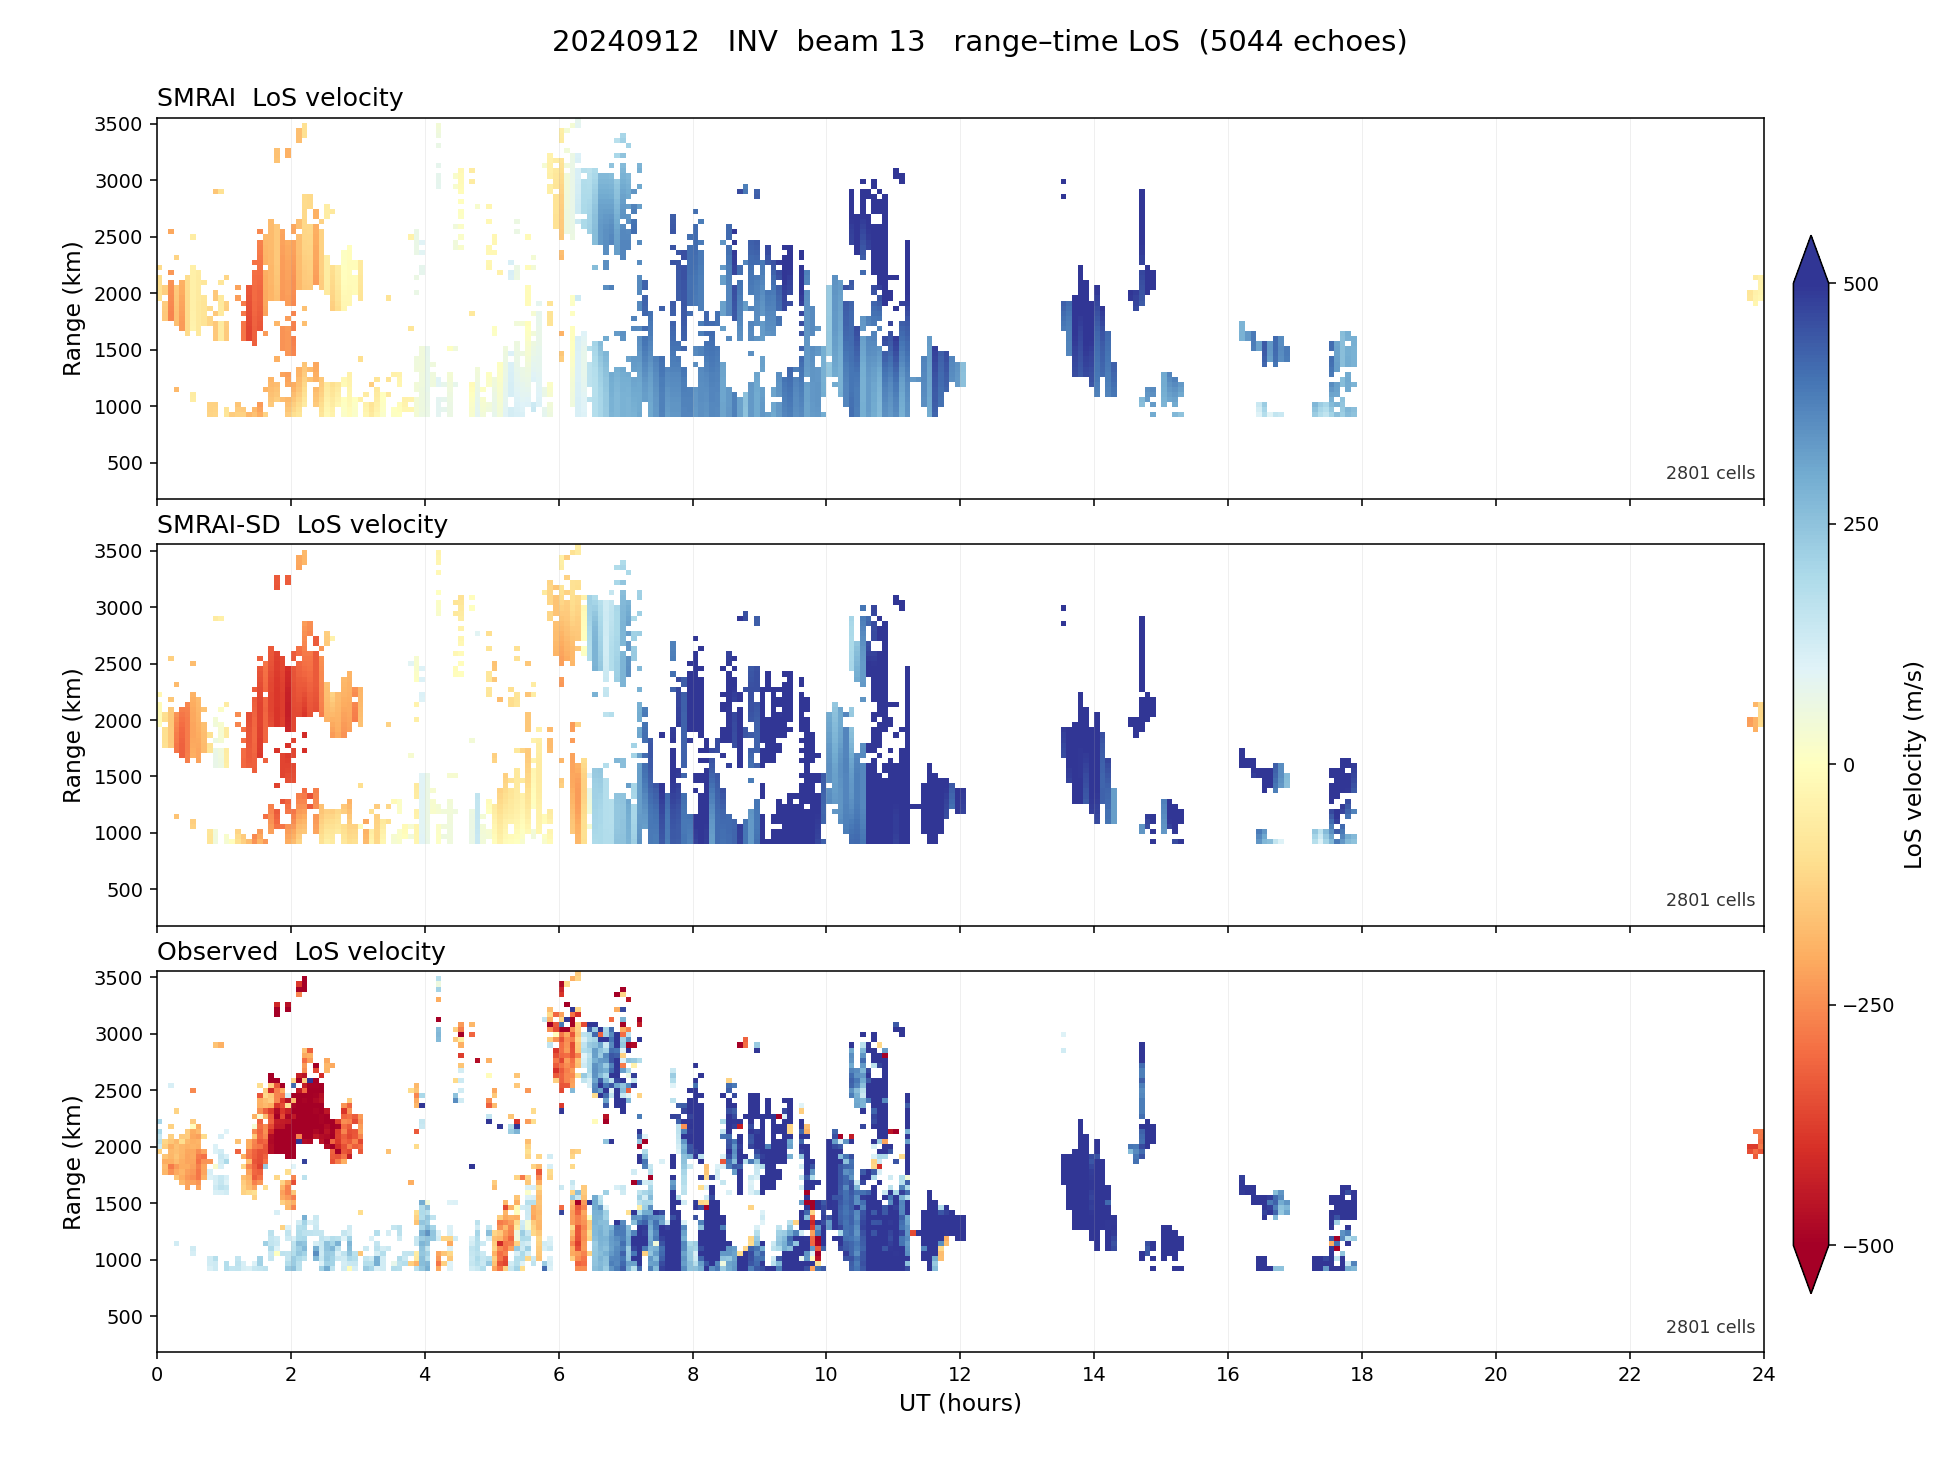 20240912   INV  beam 13   range–time LoS  (5044 echoes)
SMRAI  LoS velocity
3500
3000
2500
2000
1500
1000
500
Range (km)
2801 cells
SMRAI-SD  LoS velocity
3500
3000
2500
2000
1500
1000
500
Range (km)
2801 cells
Observed  LoS velocity
3500
3000
2500
2000
1500
1000
500
Range (km)
2801 cells
0 2 4 6 8 10 12 14 16 18 20 22 24
UT (hours)
500
250
0
−250
−500
LoS velocity (m/s)